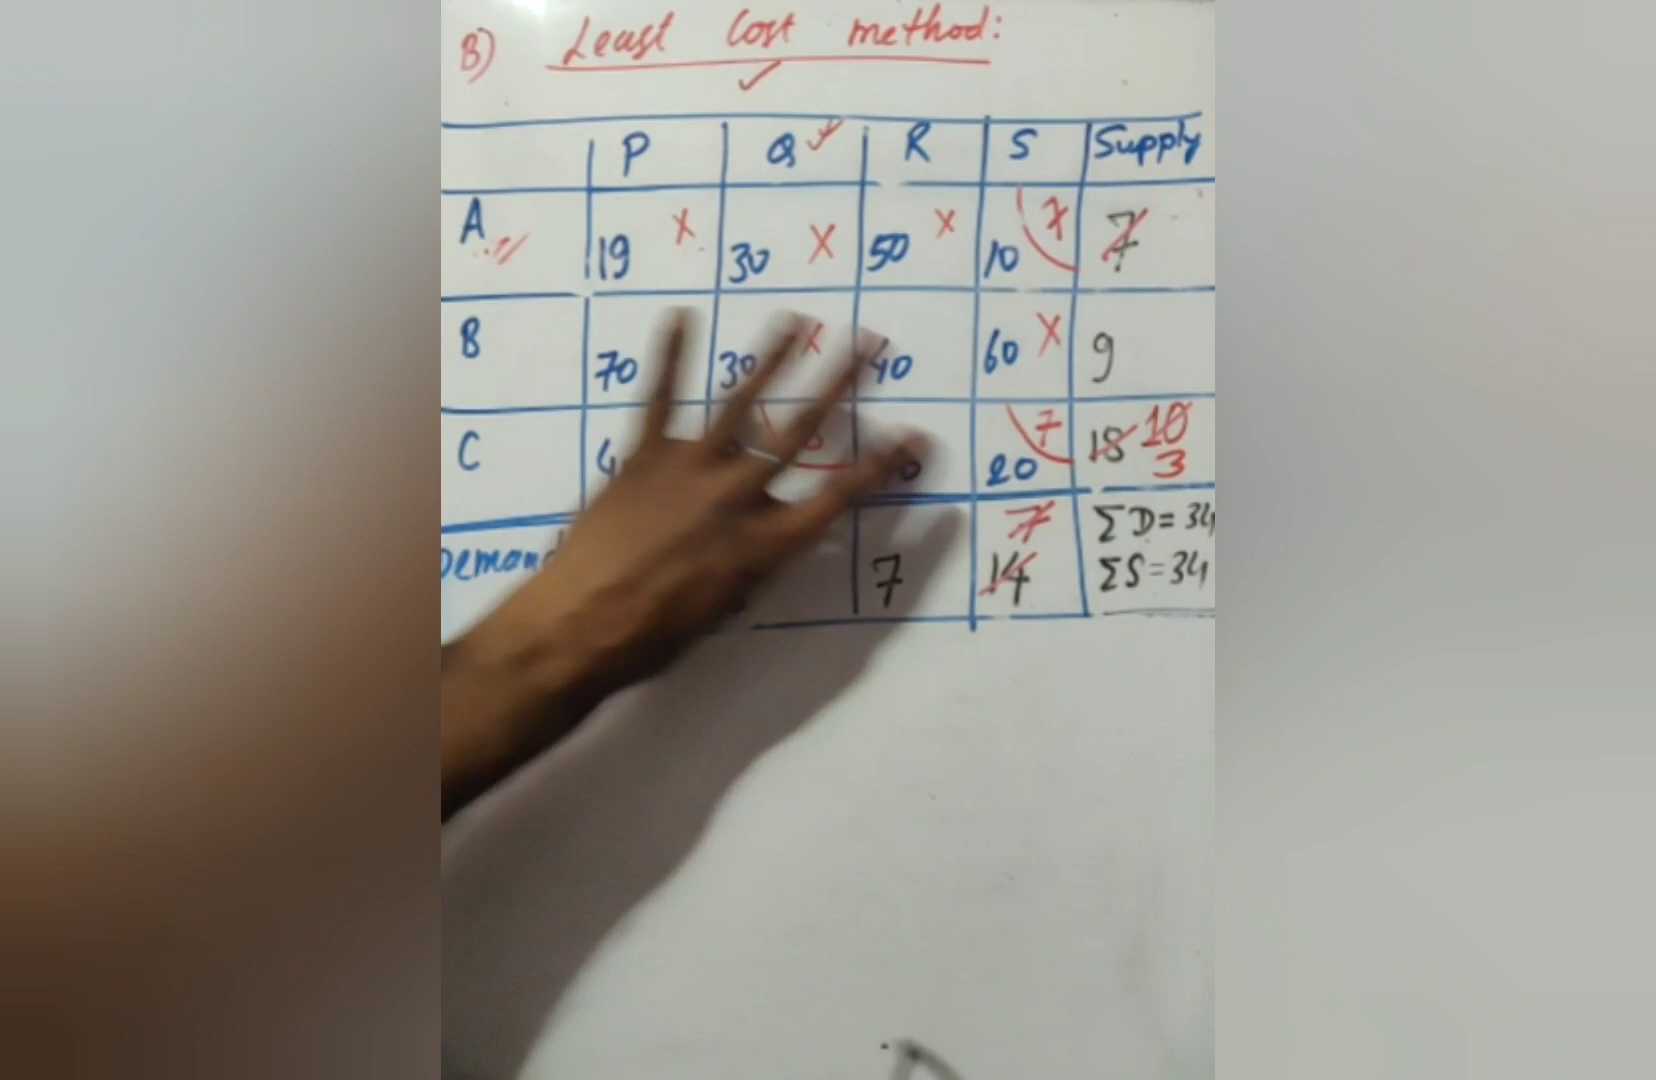 B) Least Cost method:
P Q R S Supply
A 19 X 30 X 50 X 10 7 7
B 70 30 X 40 60 X 9
C 20 7 18 10
3
7
Demand 7 14
ΣD = 34
ΣS = 34